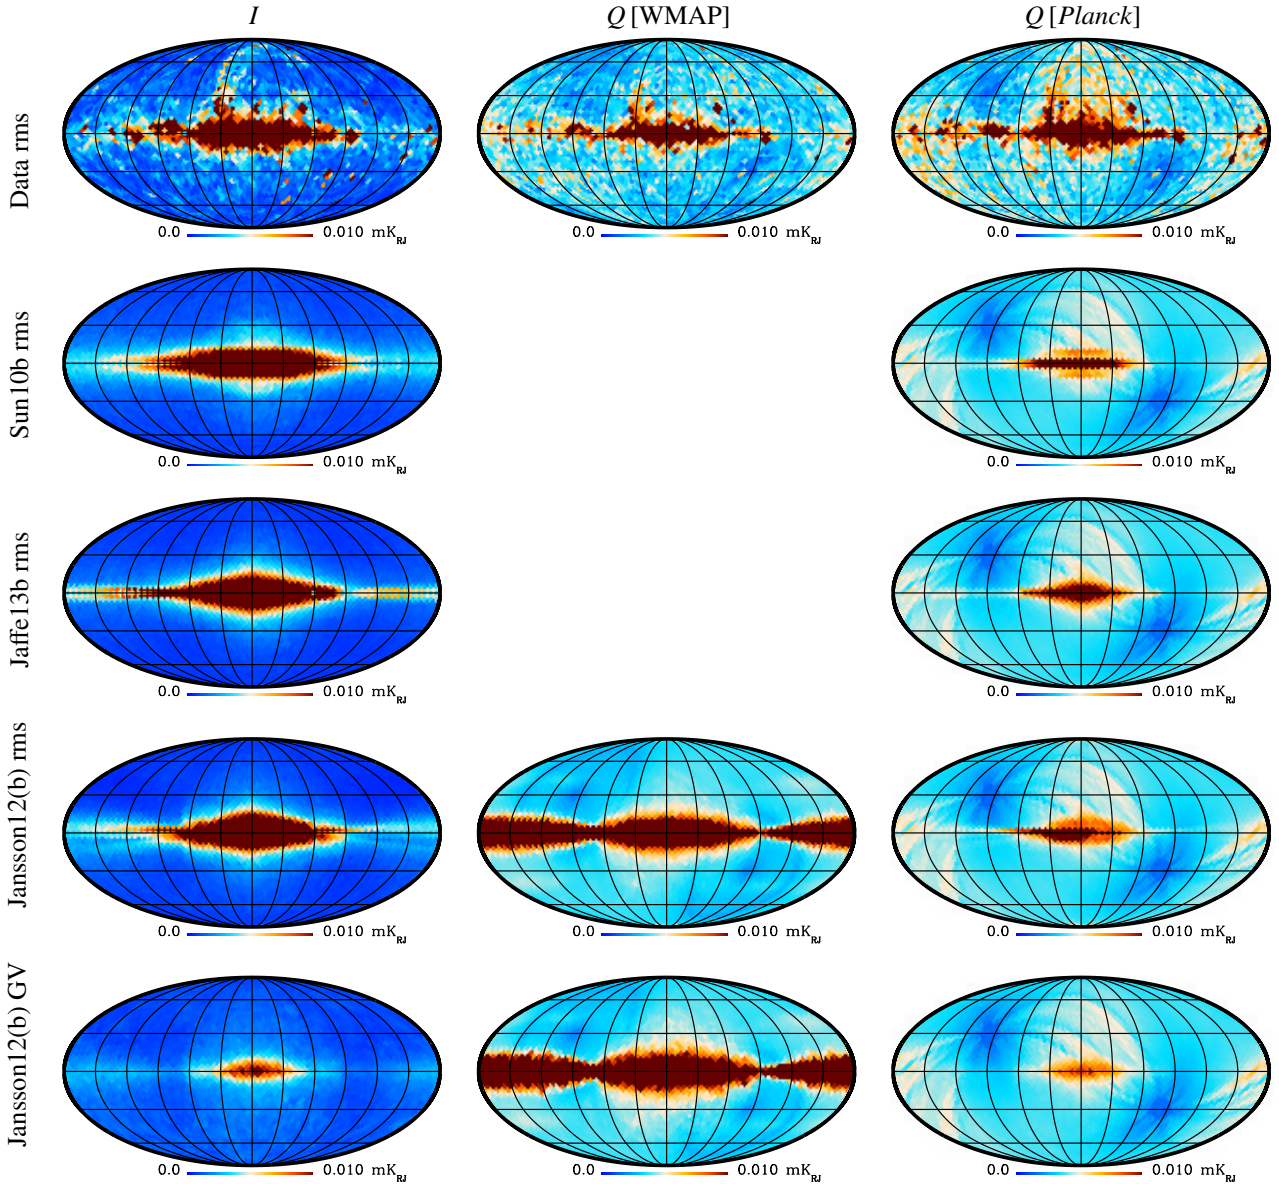 I Q [WMAP] Q [Planck]
Data rms
0.0 0.010 mK_RJ 0.0 0.010 mK_RJ 0.0 0.010 mK_RJ
Sun10b rms
0.0 0.010 mK_RJ 0.0 0.010 mK_RJ
Jaffe13b rms
0.0 0.010 mK_RJ 0.0 0.010 mK_RJ
Jansson12(b) rms
0.0 0.010 mK_RJ 0.0 0.010 mK_RJ 0.0 0.010 mK_RJ
Jansson12(b) GV
0.0 0.010 mK_RJ 0.0 0.010 mK_RJ 0.0 0.010 mK_RJ